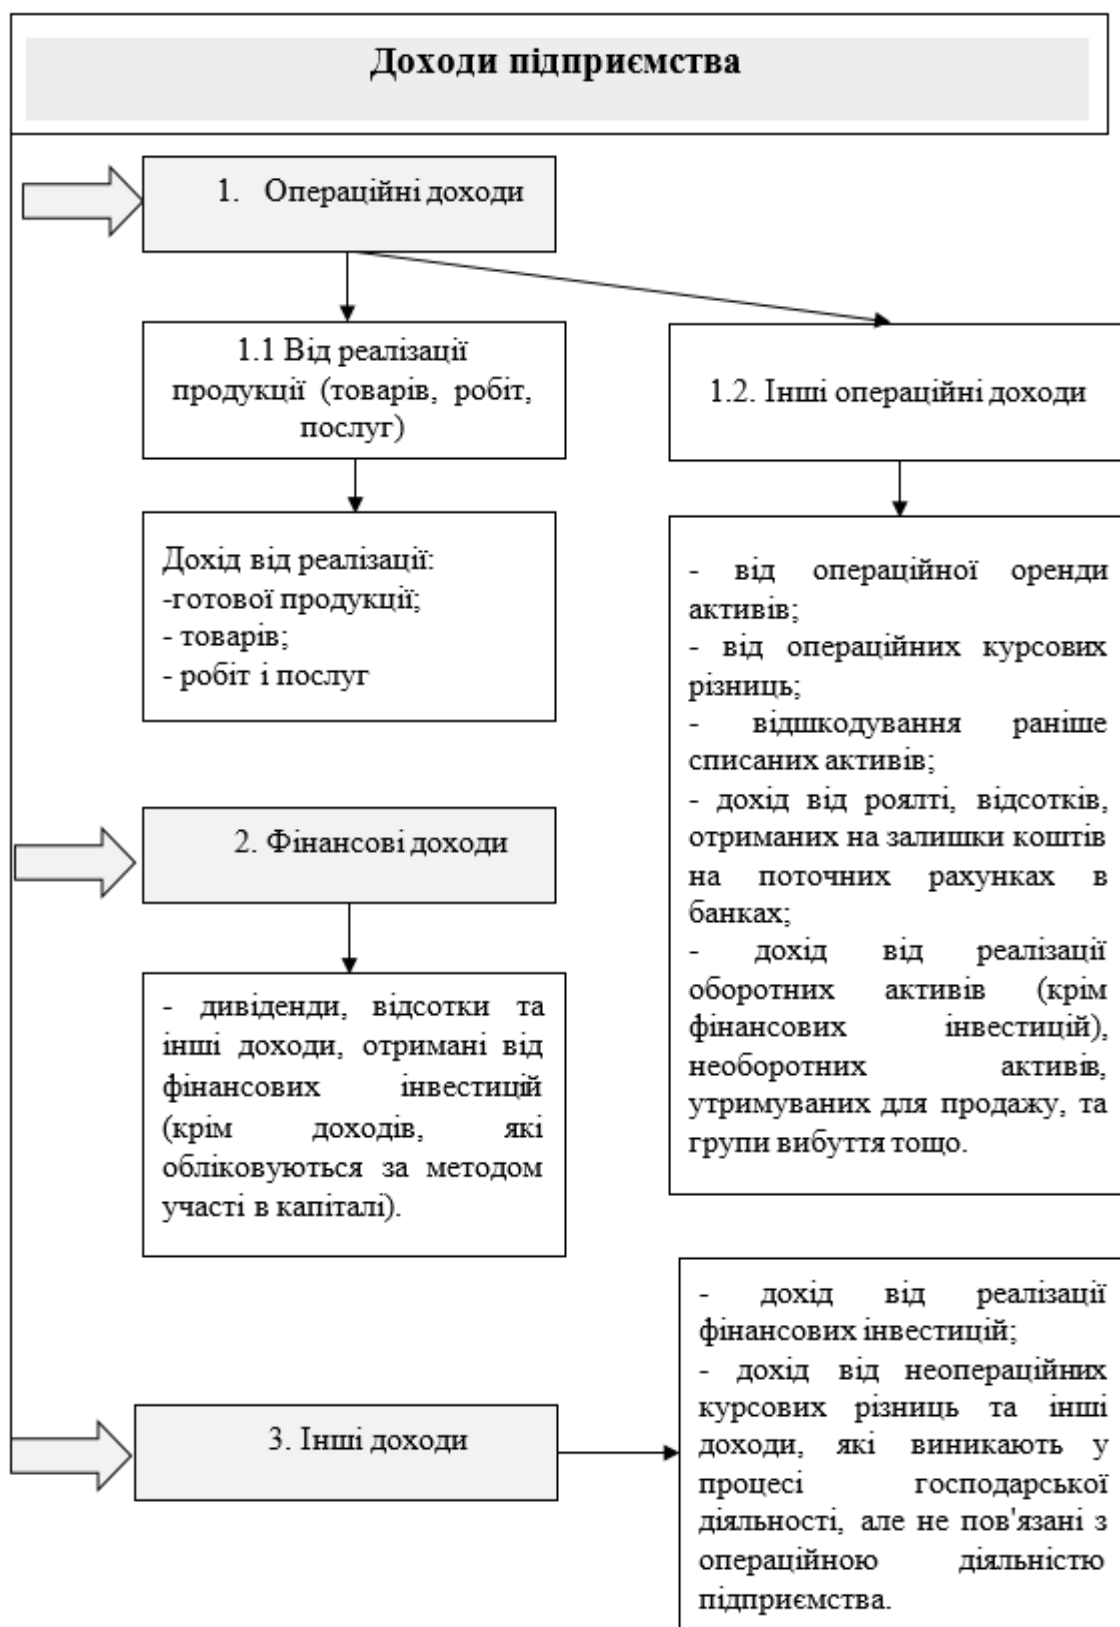 Доходи підприємства
1. Операційні доходи
1.1 Від реалізації
продукції (товарів, робіт,
послуг)
1.2. Інші операційні доходи
Дохід від реалізації:
-готової продукції;
- товарів;
- робіт і послуг
- від операційної оренди
активів;
- від операційних курсових
різниць;
- відшкодування раніше
списаних активів;
- дохід від роялті, відсотків,
отриманих на залишки коштів
на поточних рахунках в
банках;
- дохід від реалізації
оборотних активів (крім
фінансових інвестицій),
необоротних активів,
утримуваних для продажу, та
групи вибуття тощо.
2. Фінансові доходи
- дивіденди, відсотки та
інші доходи, отримані від
фінансових інвестицій
(крім доходів, які
обліковуються за методом
участі в капіталі).
3. Інші доходи
- дохід від реалізації
фінансових інвестицій;
- дохід від неопераційних
курсових різниць та інші
доходи, які виникають у
процесі господарської
діяльності, але не пов'язані з
операційною діяльністю
підприємства.